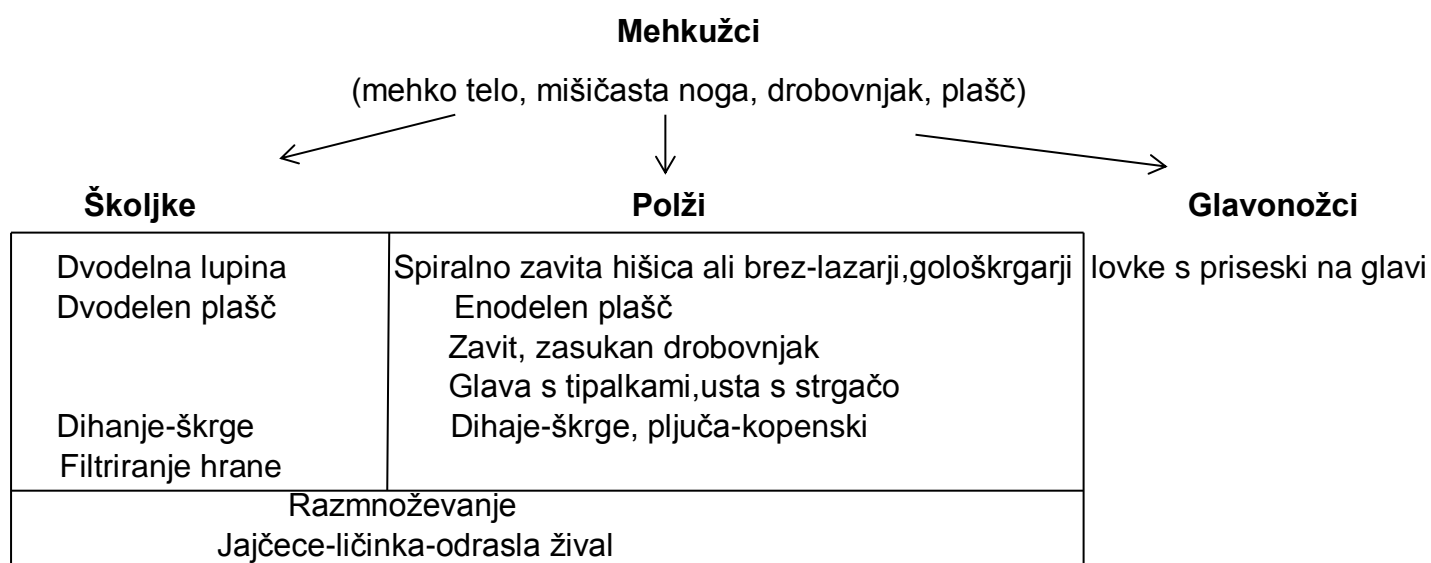 Mehkužci
(mehko telo, mišičasta noga, drobovnjak, plašč)
Školjke Polži Glavonožci
Dvodelna lupina Spiralno zavita hišica ali brez-lazarji,gološkrgarji lovke s priseski na glavi
Dvodelen plašč Enodelen plašč
Zavit, zasukan drobovnjak
Glava s tipalkami,usta s strgačo
Dihanje-škrge Dihaje-škrge, pljuča-kopenski
Filtriranje hrane
Razmnoževanje
Jajčece-ličinka-odrasla žival